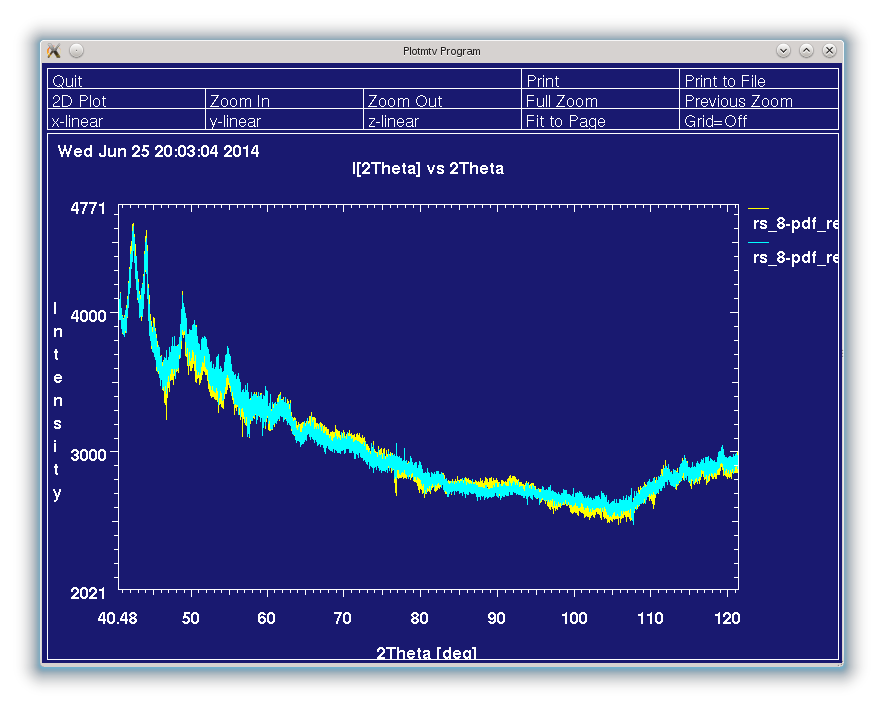 Plotmtv Program
Quit Print Print to File
2D Plot Zoom In Zoom Out Full Zoom Previous Zoom
x-linear y-linear z-linear Fit to Page Grid=Off
Wed Jun 25 20:03:04 2014
I[2Theta] vs 2Theta
4771
4000
3000
2021
Intensity
rs_8-pdf_re
rs_8-pdf_re
40.48 50 60 70 80 90 100 110 120
2Theta [deg]